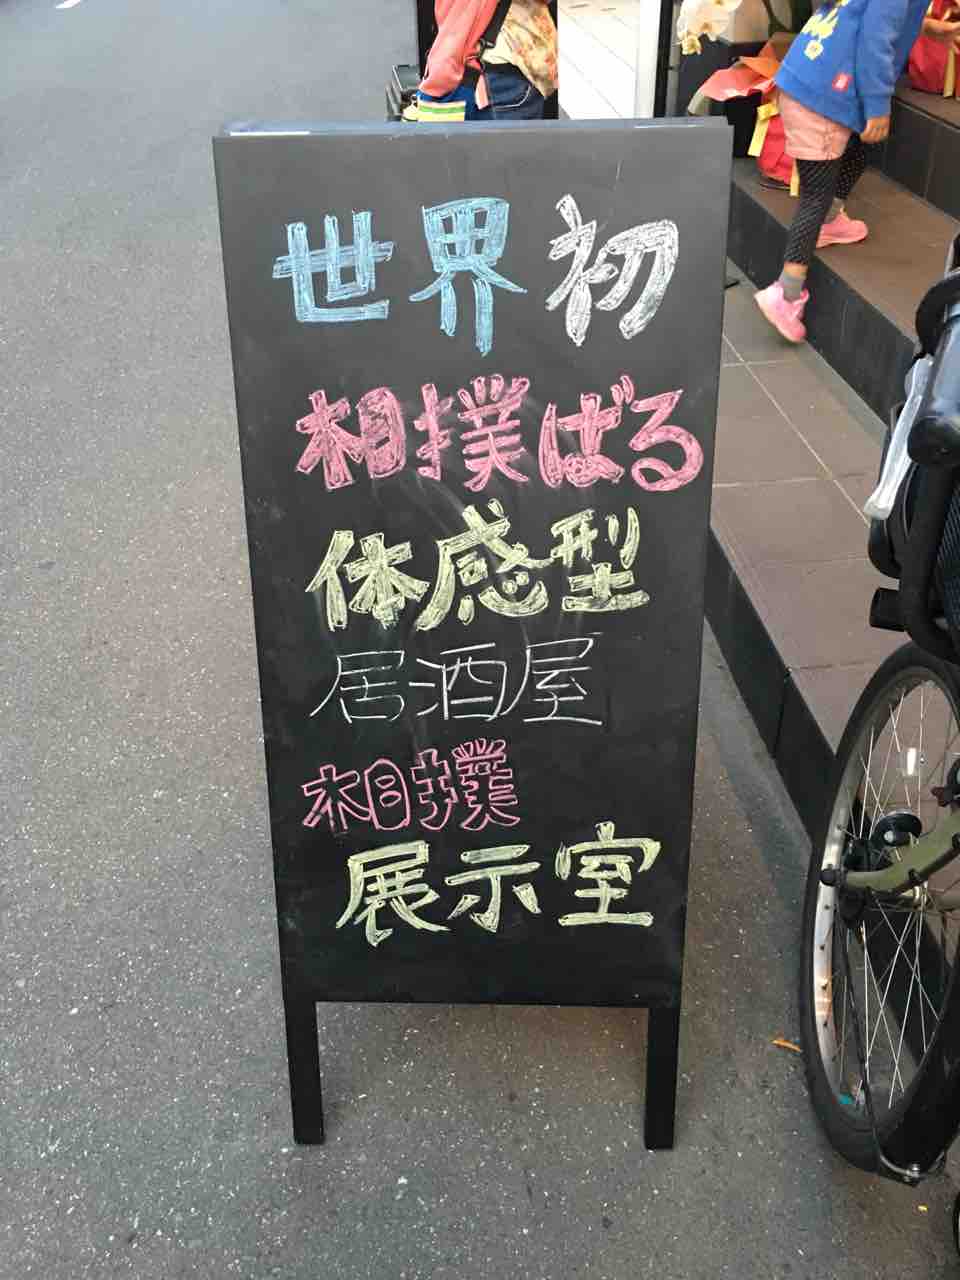 世界初
相撲ばる
体感型
居酒屋
相撲
展示室